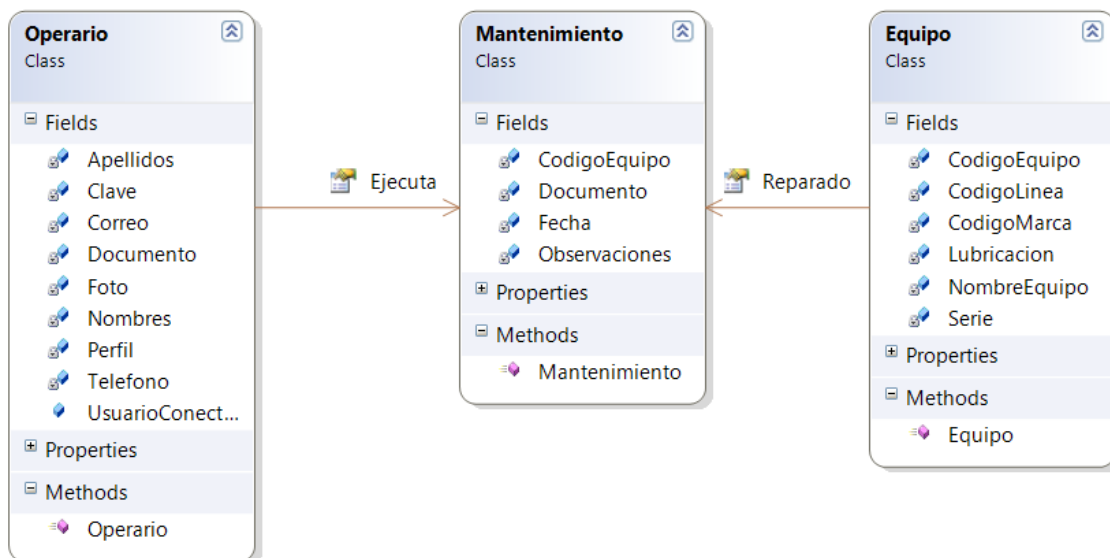 Operario
Class
Fields
Apellidos
Clave
Correo
Documento
Foto
Nombres
Perfil
Telefono
UsuarioConect...
Properties
Methods
Operario
Ejecuta
Mantenimiento
Class
Fields
CodigoEquipo
Documento
Fecha
Observaciones
Properties
Methods
Mantenimiento
Reparado
Equipo
Class
Fields
CodigoEquipo
CodigoLinea
CodigoMarca
Lubricacion
NombreEquipo
Serie
Properties
Methods
Equipo